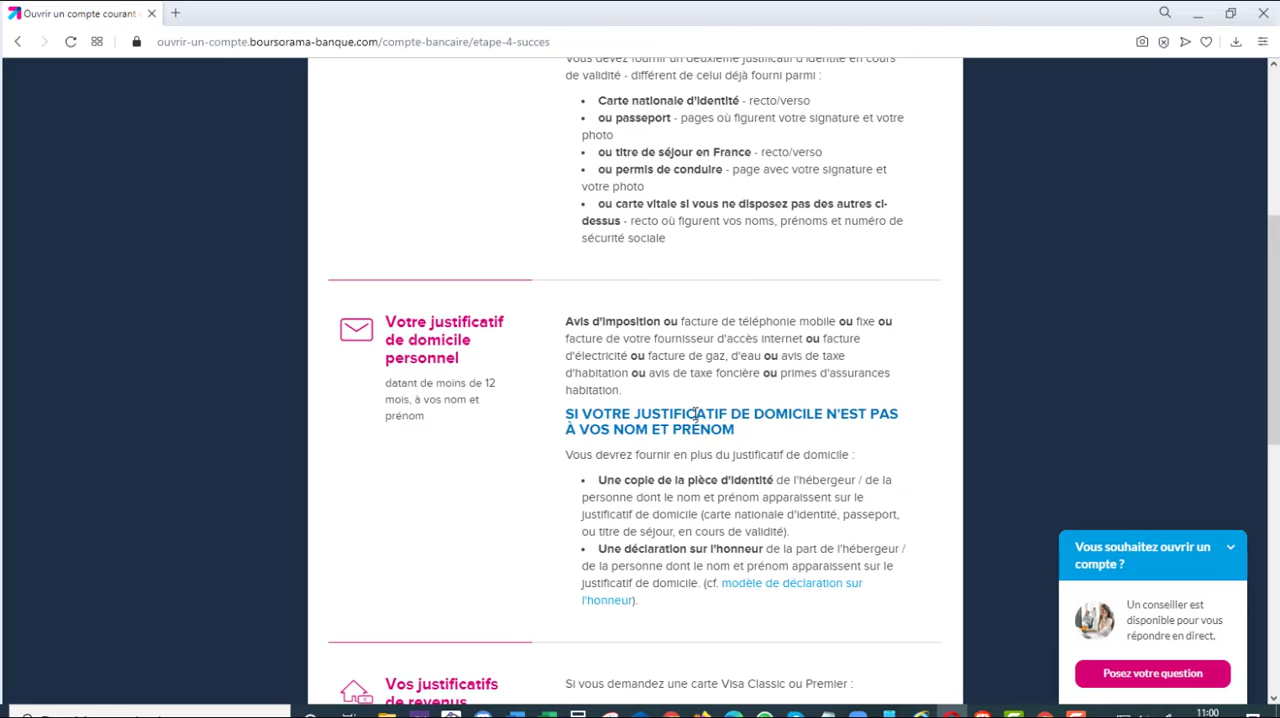 Ouvrir un compte courant
ouvrir-un-compte.boursorama-banque.com/compte-bancaire/etape-4-succes
Vous devez fournir un deuxième justificatif d'identité en cours
de validité - différent de celui déjà fourni parmi :
• Carte nationale d'identité - recto/verso
• ou passeport - pages où figurent votre signature et votre
photo
• ou titre de séjour en France - recto/verso
• ou permis de conduire - page avec votre signature et
votre photo
• ou carte vitale si vous ne disposez pas des autres ci-
dessus - recto où figurent vos noms, prénoms et numéro de
sécurité sociale
Votre justificatif
de domicile
personnel
datant de moins de 12
mois, à vos nom et
prénom
Avis d'imposition ou facture de téléphonie mobile ou fixe ou
facture de votre fournisseur d'accès internet ou facture
d'électricité ou facture de gaz, d'eau ou avis de taxe
d'habitation ou avis de taxe foncière ou primes d'assurances
habitation.
SI VOTRE JUSTIFICATIF DE DOMICILE N'EST PAS
À VOS NOM ET PRÉNOM
Vous devrez fournir en plus du justificatif de domicile :
• Une copie de la pièce d'identité de l'hébergeur / de la
personne dont le nom et prénom apparaissent sur le
justificatif de domicile (carte nationale d'identité, passeport,
ou titre de séjour, en cours de validité).
• Une déclaration sur l'honneur de la part de l'hébergeur /
de la personne dont le nom et prénom apparaissent sur le
justificatif de domicile. (cf. modèle de déclaration sur
l'honneur).
Vos justificatifs
de revenus
Si vous demandez une carte Visa Classic ou Premier :
Vous souhaitez ouvrir un
compte ?
Un conseiller est
disponible pour vous
répondre en direct.
Posez votre question
11:00